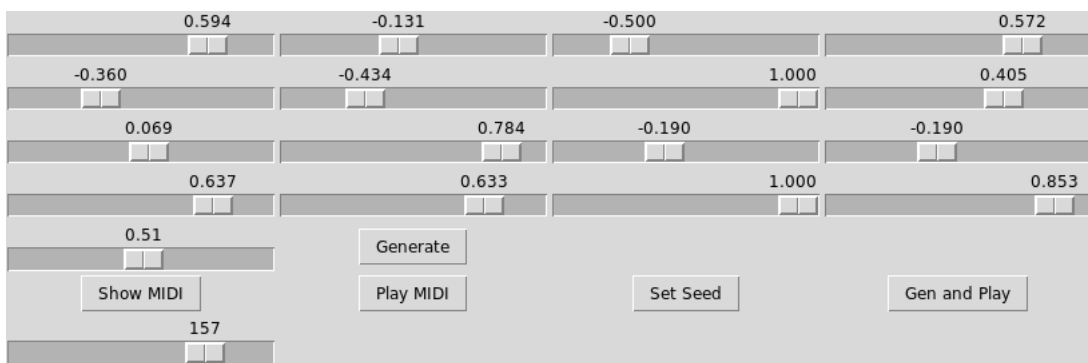 0.594 -0.131 -0.500 0.572
-0.360 -0.434 1.000 0.405
0.069 0.784 -0.190 -0.190
0.637 0.633 1.000 0.853
0.51 Generate
Show MIDI Play MIDI Set Seed Gen and Play
157